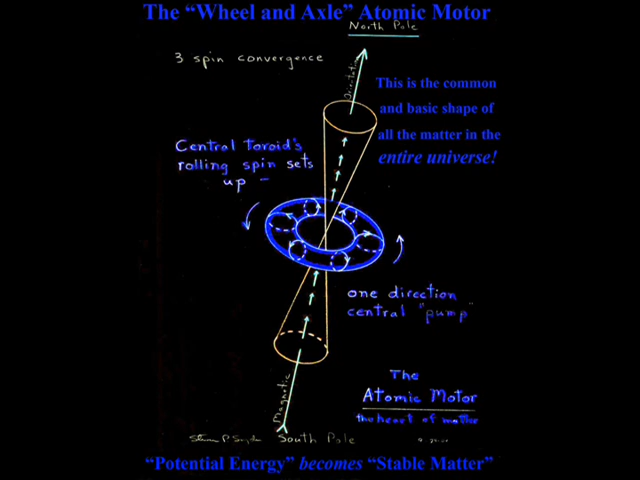 The “Wheel and Axle” Atomic Motor
North Pole
3 spin convergence
Direction
This is the common
and basic shape of
all the matter in the
entire universe!
Central Toroid's
rolling spin sets
up –
one direction
central "pump"
The
Atomic Motor
the heart of matter
Magnetic
South Pole
“Potential Energy” becomes “Stable Matter”